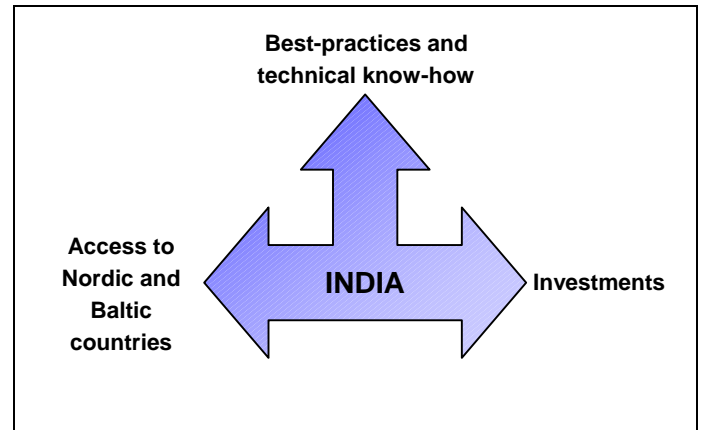 Best-practices and
technical know-how
Access to
Nordic and
Baltic
countries
INDIA
Investments